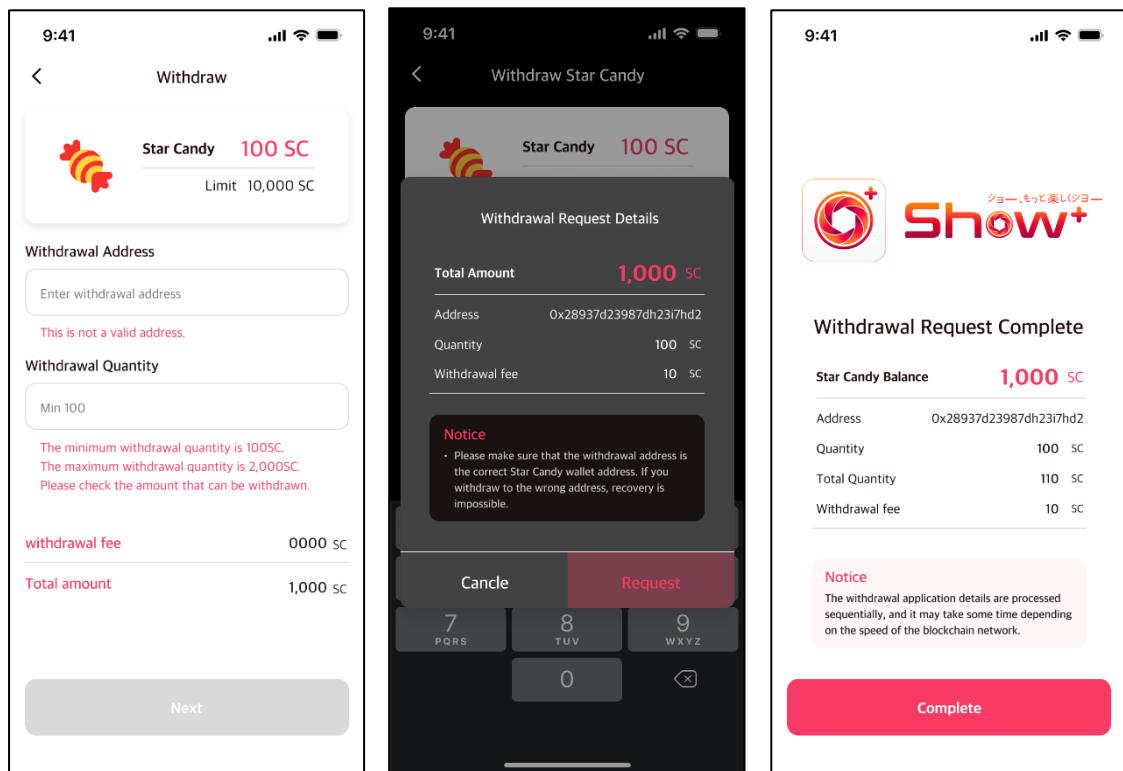 9:41
Withdraw
Star Candy 100 SC
Limit 10,000 SC
Withdrawal Address
Enter withdrawal address
This is not a valid address.
Withdrawal Quantity
Min 100
The minimum withdrawal quantity is 100SC.
The maximum withdrawal quantity is 2,000SC.
Please check the amount that can be withdrawn.
withdrawal fee 0000 SC
Total amount 1,000 SC
Next
9:41
Withdraw Star Candy
Star Candy 100 SC
Withdrawal Request Details
Total Amount 1,000 SC
Address 0x28937d23987dh23i7hd2
Quantity 100 SC
Withdrawal fee 10 SC
Notice
• Please make sure that the withdrawal address is
the correct Star Candy wallet address. If you
withdraw to the wrong address, recovery is
impossible.
Cancle Request
7 8 9
PQRS TUV WXYZ
0
9:41
ショー、もっと楽しくショー
Show+
Withdrawal Request Complete
Star Candy Balance 1,000 SC
Address 0x28937d23987dh23i7hd2
Quantity 100 SC
Total Quantity 110 SC
Withdrawal fee 10 SC
Notice
The withdrawal application details are processed
sequentially, and it may take some time depending
on the speed of the blockchain network.
Complete